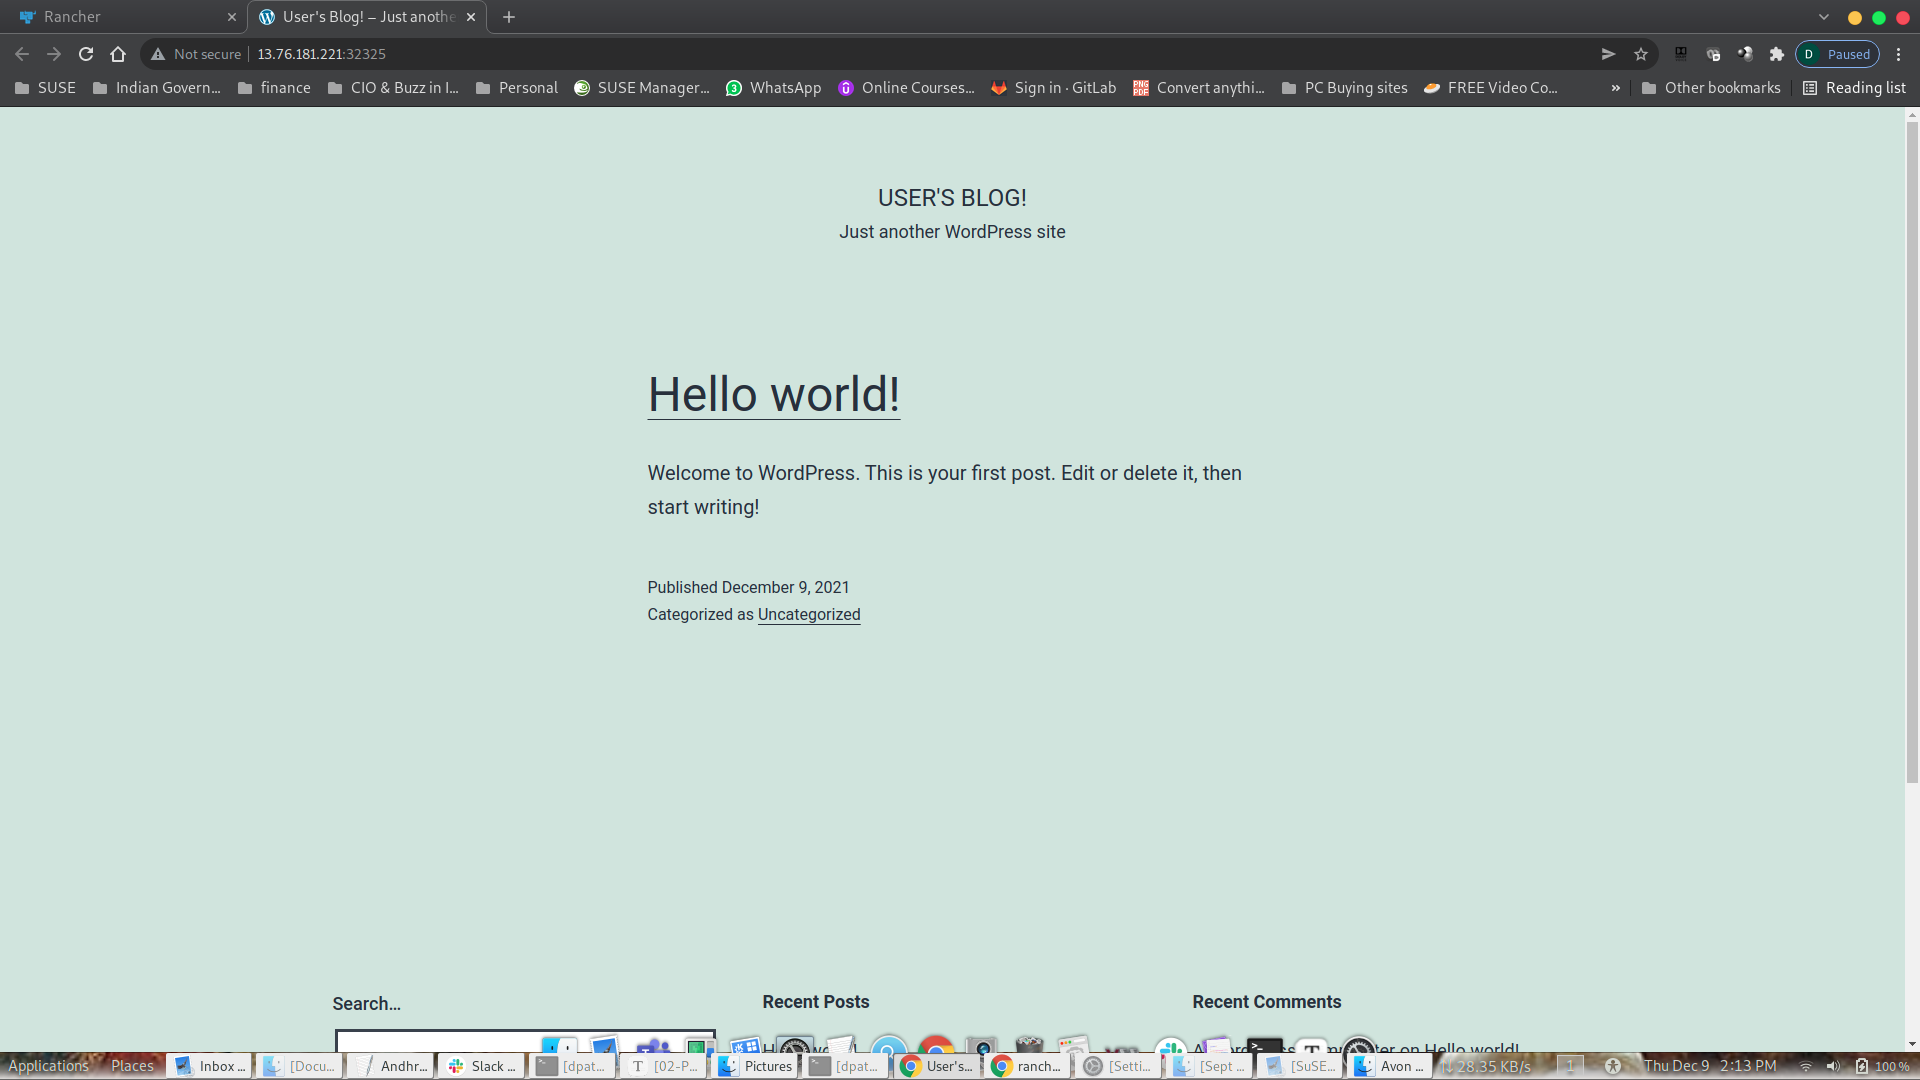 Rancher
User's Blog! – Just anothe
Not secure
13.76.181.221:32325
D Paused
SUSE
Indian Govern...
finance
CIO & Buzz in I...
Personal
SUSE Manager...
WhatsApp
Online Courses...
Sign in · GitLab
Convert anythi...
PC Buying sites
FREE Video Co...
»
Other bookmarks
Reading list
USER'S BLOG!
Just another WordPress site
Hello world!
Welcome to WordPress. This is your first post. Edit or delete it, then
start writing!
Published December 9, 2021
Categorized as Uncategorized
Search…
Recent Posts
Recent Comments
on Hello world!
Applications
Places
Inbox ...
[Docu...
Andhr...
Slack ...
[dpat...
[02-P...
Pictures
[dpat...
User's...
ranch...
[Setti...
[Sept ...
[SuSE...
Avon ...
28.35 KB/s
1
Thu Dec 9 2:13 PM
100 %